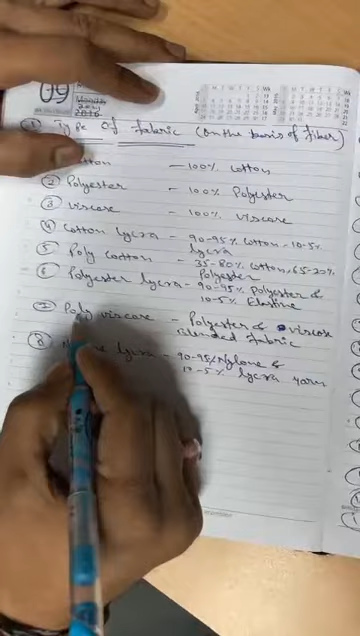 09
① Type of fabric (On the basis of fiber)
Cotton - 100% Cotton
② Polyester - 100% Polyester
③ Viscose - 100% Viscose
④ Cotton lycra - 90-95% Cotton - 10-5%
lycra
⑤ Poly Cotton - 35-80% Cotton, 65-20%
Polyester
⑥ Polyester lycra - 90-95% Polyester &
10-5% Elastine
⑦ Poly viscose - Polyester & viscose
Blended fabric
⑧ lycra - 90-95% Nylone &
10-5% lycra yarn